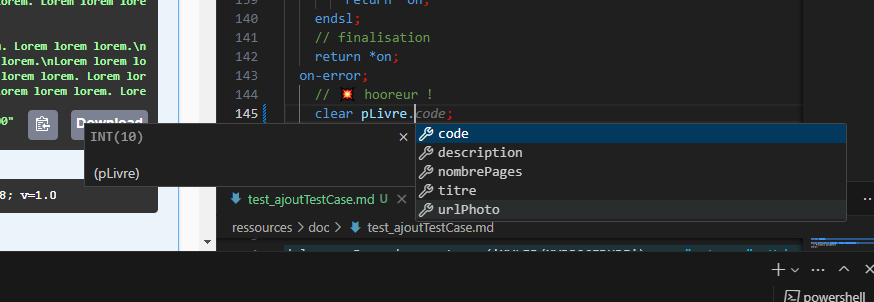 Lorem lorem lorem. Lore
. Lorem lorem lorem.\n
lorem.\nLorem lorem lo
lorem lorem. Lorem lor
lorem lorem lorem. Lore
00"
Download
8; v=1.0
139 return *on;
140 endsl;
141 // finalisation
142 return *on;
143 on-error;
144 // 💥 hooreur !
145 clear pLivre.code;
INT(10)
(pLivre)
code
description
nombrePages
titre
urlPhoto
test_ajoutTestCase.md U
ressources > doc > test_ajoutTestCase.md
powershell